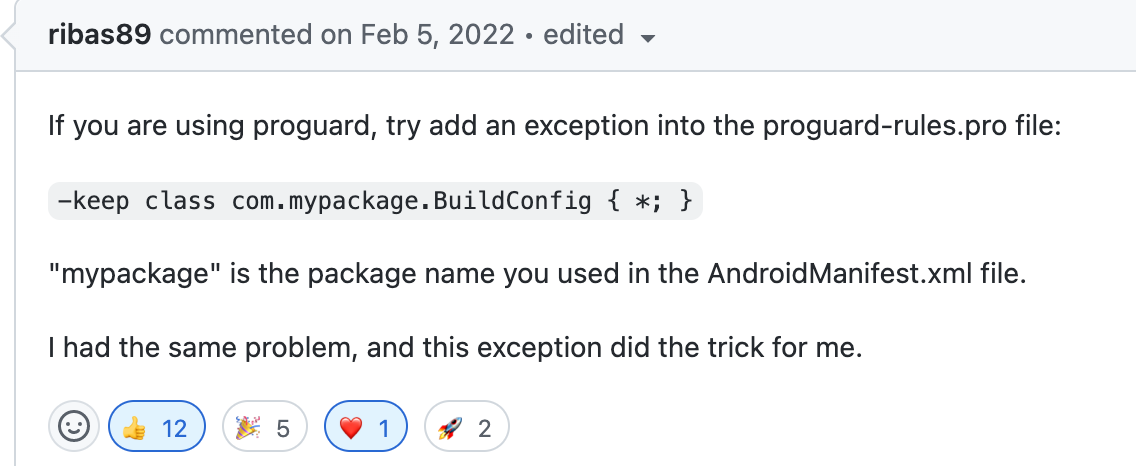 ribas89 commented on Feb 5, 2022 • edited
If you are using proguard, try add an exception into the proguard-rules.pro file:
-keep class com.mypackage.BuildConfig { *; }
"mypackage" is the package name you used in the AndroidManifest.xml file.
I had the same problem, and this exception did the trick for me.
👍 12 🎉 5 ❤️ 1 🚀 2